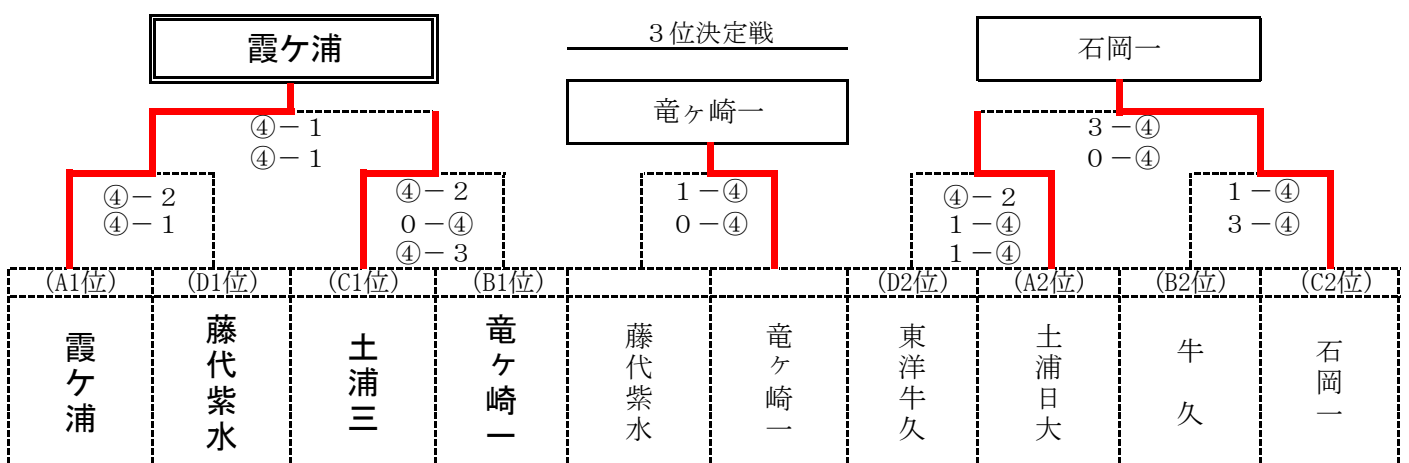 霞ケ浦
３位決定戦
石岡一
竜ヶ崎一
④－１
④－１
３－④
０－④
④－２
④－１
④－２
０－④
④－３
１－④
０－④
④－２
１－④
１－④
１－④
３－④
(A1位)
(D1位)
(C1位)
(B1位)
(D2位)
(A2位)
(B2位)
(C2位)
霞ケ浦
藤代紫水
土浦三
竜ヶ崎一
藤代紫水
竜ヶ崎一
東洋牛久
土浦日大
牛久
石岡一